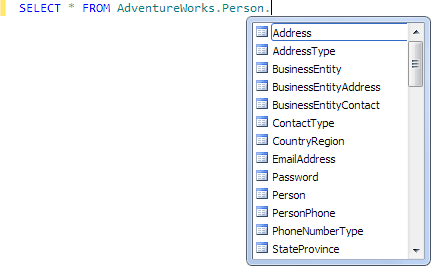 SELECT * FROM AdventureWorks.Person.
Address
AddressType
BusinessEntity
BusinessEntityAddress
BusinessEntityContact
ContactType
CountryRegion
EmailAddress
Password
Person
PersonPhone
PhoneNumberType
StateProvince